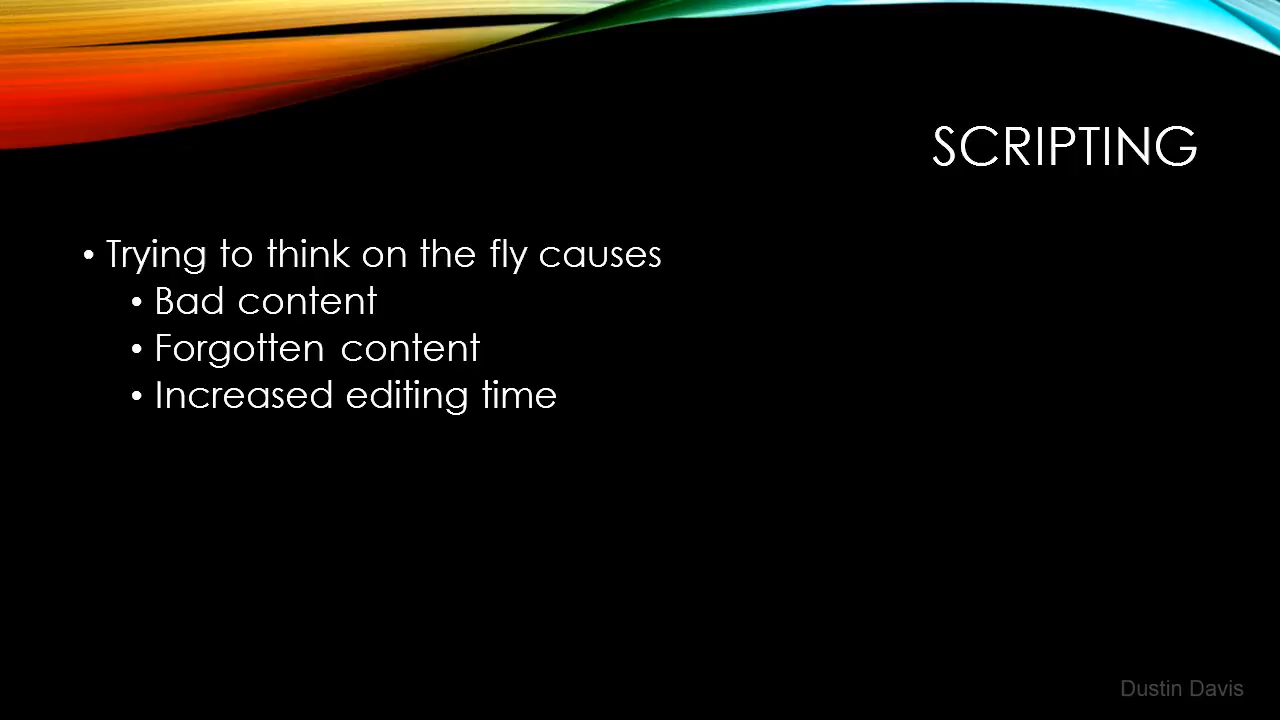 SCRIPTING
• Trying to think on the fly causes
• Bad content
• Forgotten content
• Increased editing time
Dustin Davis